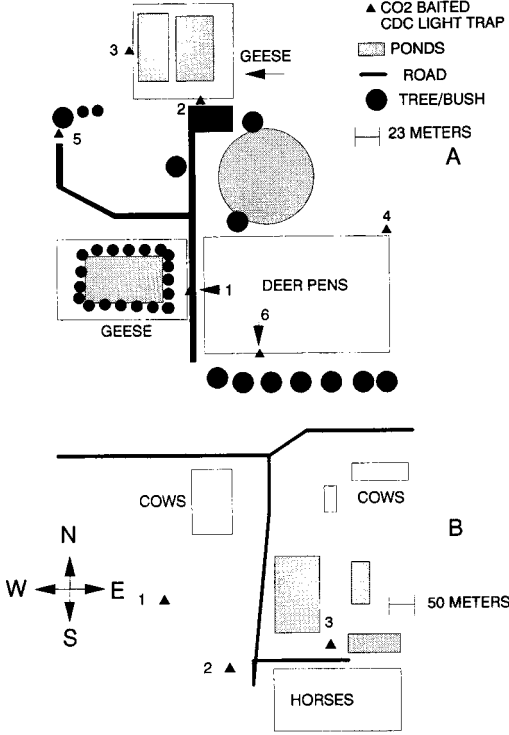 CO2 BAITED
CDC LIGHT TRAP
PONDS
ROAD
TREE/BUSH
23 METERS
A
3
GEESE
2
5
4
1
DEER PENS
6
GEESE
COWS
COWS
B
N
W E
S
1
50 METERS
3
2
HORSES